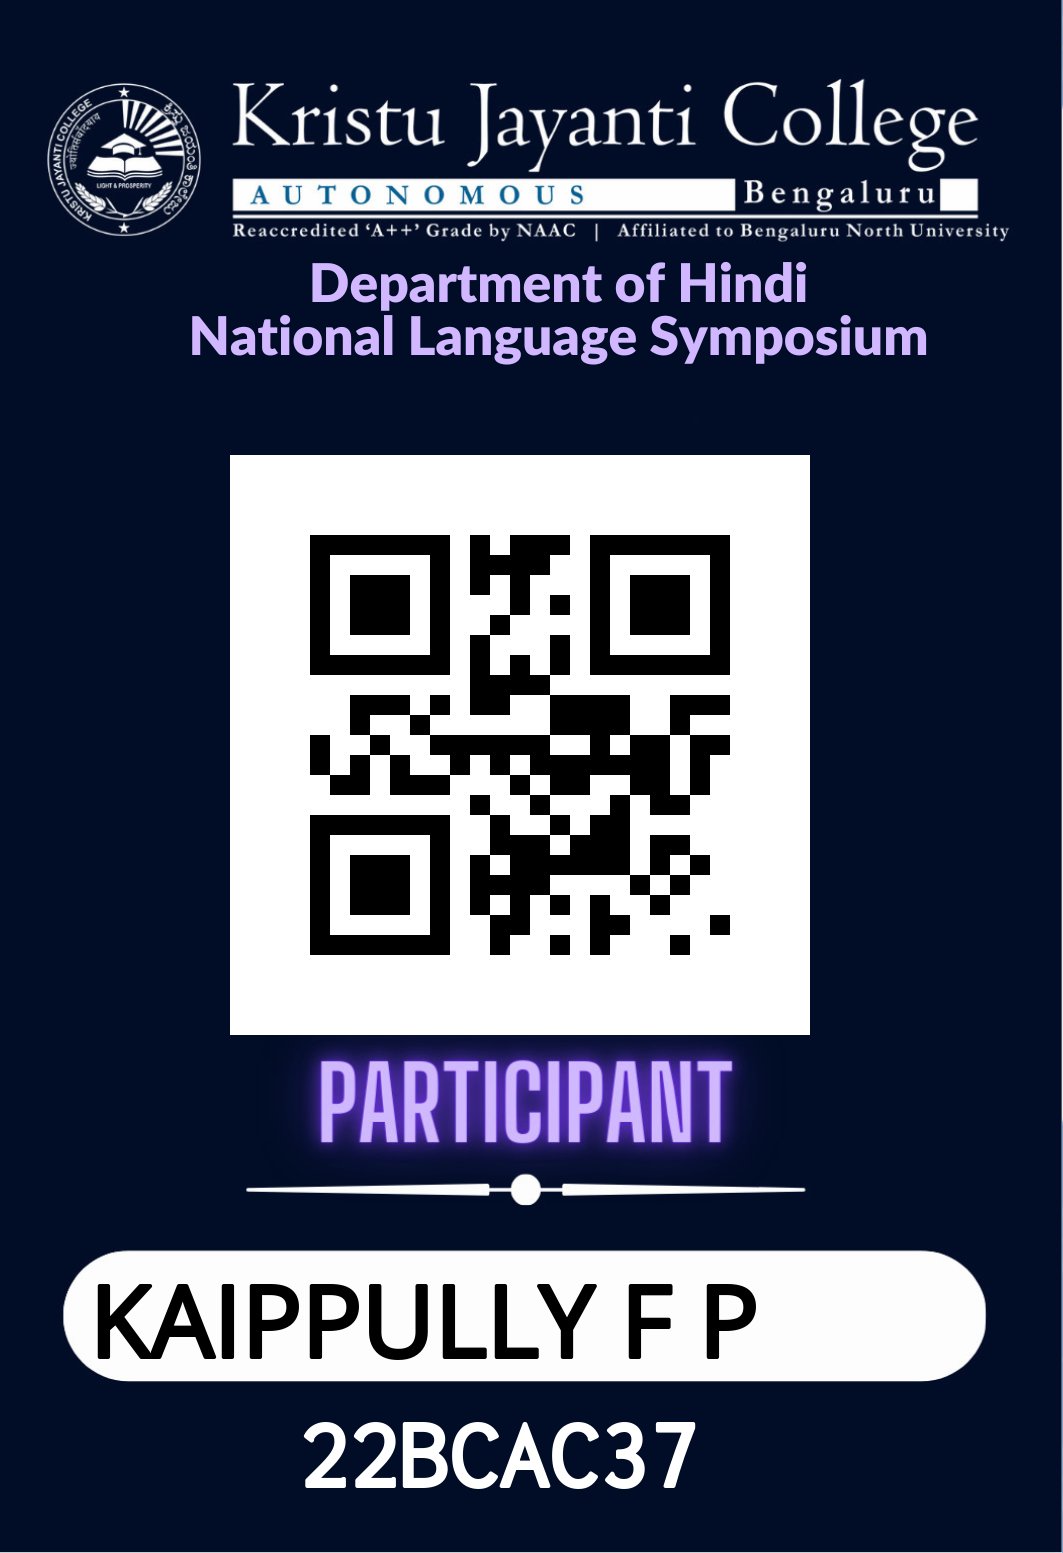 Kristu Jayanti College
AUTONOMOUS Bengaluru
Reaccredited ‘A++’ Grade by NAAC | Affiliated to Bengaluru North University
KRISTU JAYANTI COLLEGE
LIGHT & PROSPERITY
Department of Hindi
National Language Symposium
PARTICIPANT
KAIPPULLY F P
22BCAC37